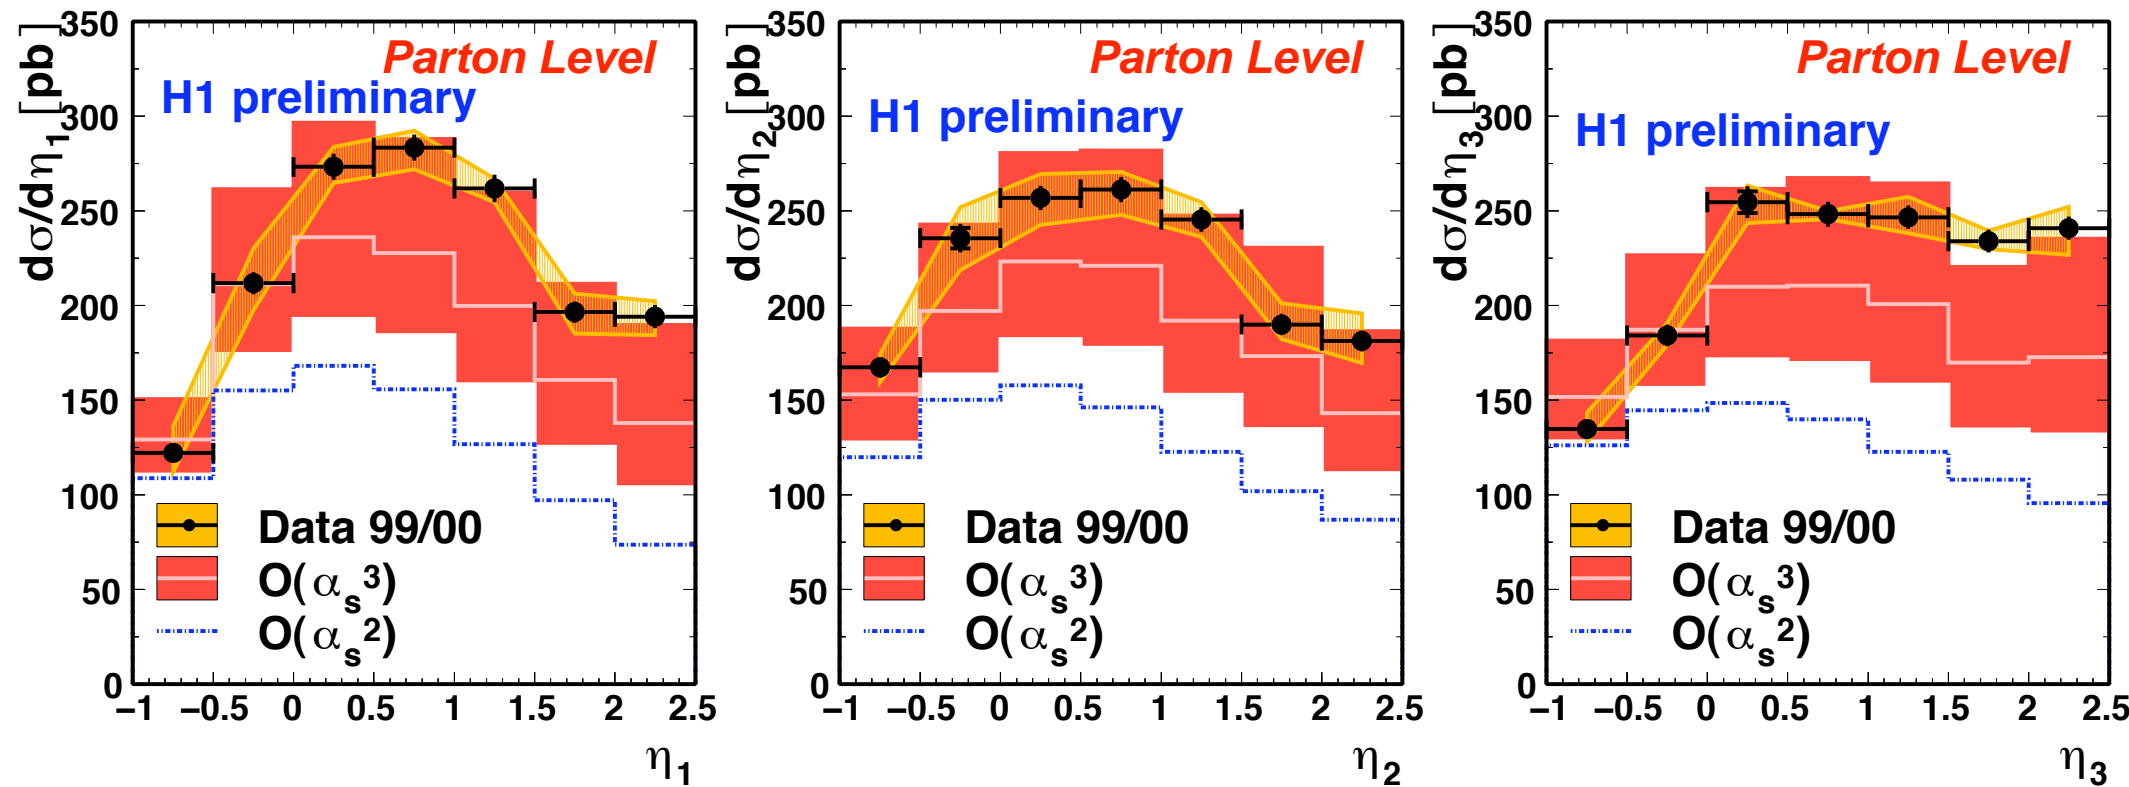 dσ/dη₁ [pb]
350
300
250
200
150
100
50
0
Parton Level
H1 preliminary
Data 99/00
O(αₛ³)
O(αₛ²)
−1 −0.5 0 0.5 1 1.5 2 2.5
η₁
dσ/dη₂ [pb]
350
300
250
200
150
100
50
0
Parton Level
H1 preliminary
Data 99/00
O(αₛ³)
O(αₛ²)
−1 −0.5 0 0.5 1 1.5 2 2.5
η₂
dσ/dη₃ [pb]
350
300
250
200
150
100
50
0
Parton Level
H1 preliminary
Data 99/00
O(αₛ³)
O(αₛ²)
−1 −0.5 0 0.5 1 1.5 2 2.5
η₃